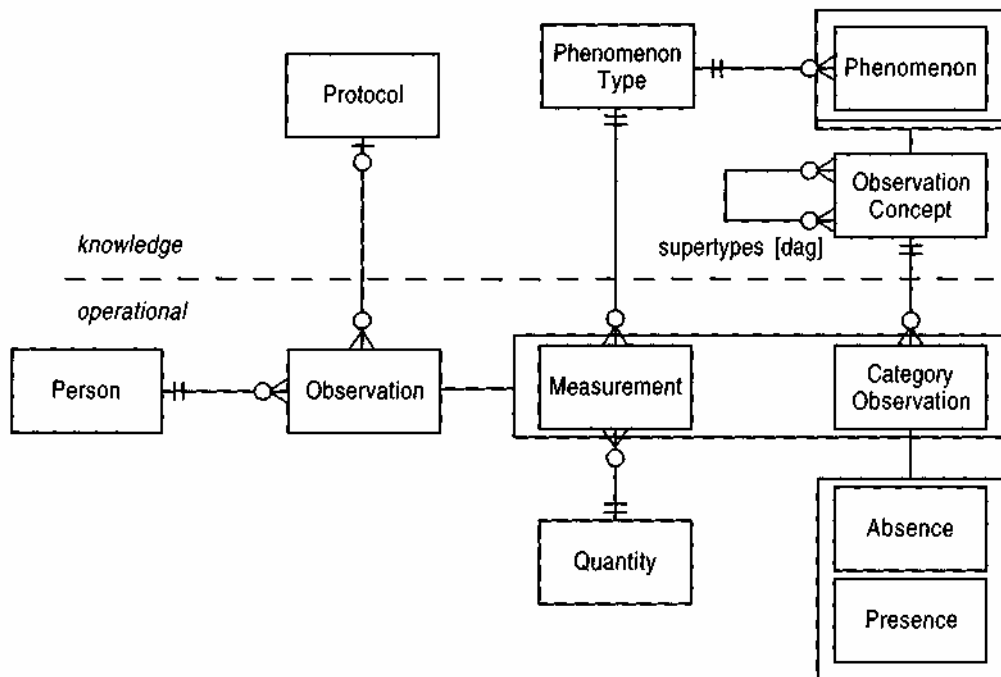 Protocol
Phenomenon
Type
Phenomenon
Observation
Concept
supertypes [dag]
knowledge
operational
Person
Observation
Measurement
Category
Observation
Quantity
Absence
Presence